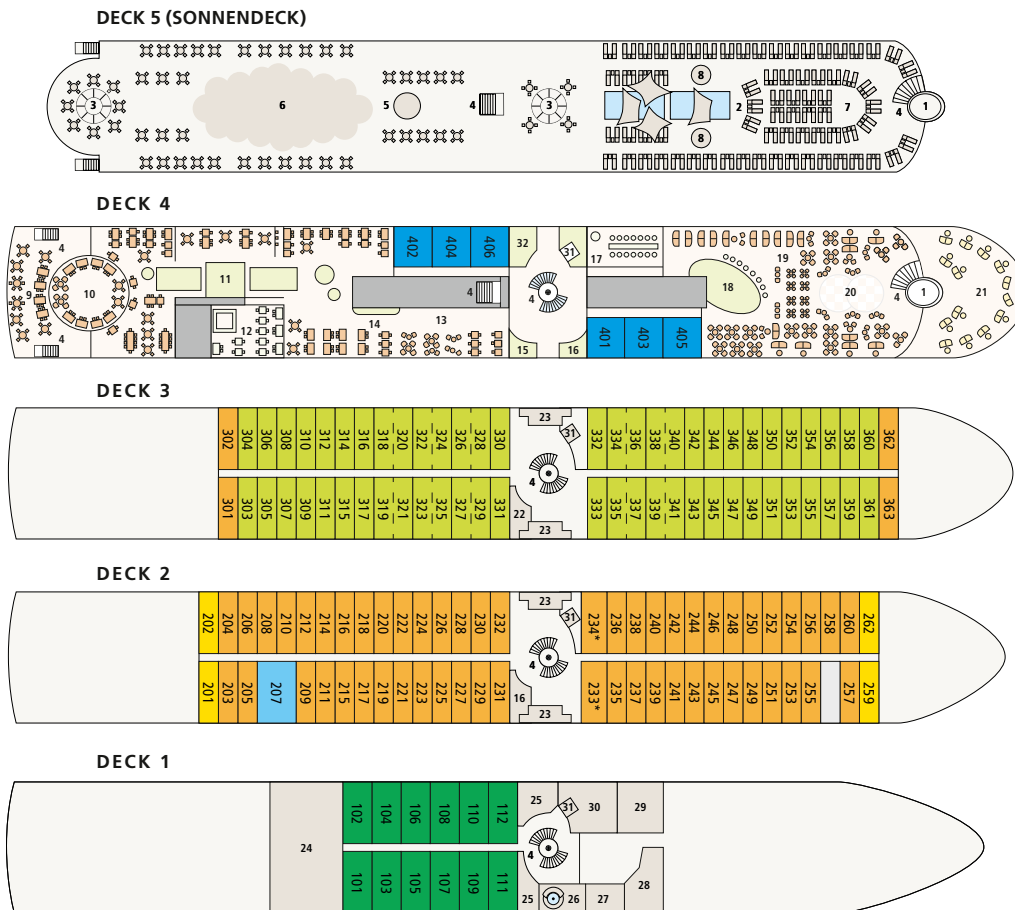 DECK 5 (SONNENDECK)
3 6 5 4 3 8 8 2 7 4 1
DECK 4
4 9 10 4 11 12 14 13 4 402 404 406 32 31 4 15 16 17 401 403 405 18 19 20 4 1 21
DECK 3
302 304 306 308 310 312 314 316 318 320 322 324 326 328 330 23 31 332 334 336 338 340 342 344 346 348 350 352 354 356 358 360 362
4
301 303 305 307 309 311 315 317 319 321 323 325 327 329 331 22 23 333 335 337 339 341 343 345 347 349 351 353 355 357 359 361 363
DECK 2
202 204 206 208 210 212 214 216 218 220 222 224 226 228 230 232 23 31 234* 236 238 240 242 244 246 248 250 252 254 256 258 260 262
4
201 203 205 207 209 211 215 217 219 221 223 225 227 229 231 16 23 233* 235 237 239 241 243 245 247 249 251 253 255 257 259
DECK 1
24 102 104 106 108 110 112 25 31 30 29
4
101 103 105 107 109 111 25 26 27 28